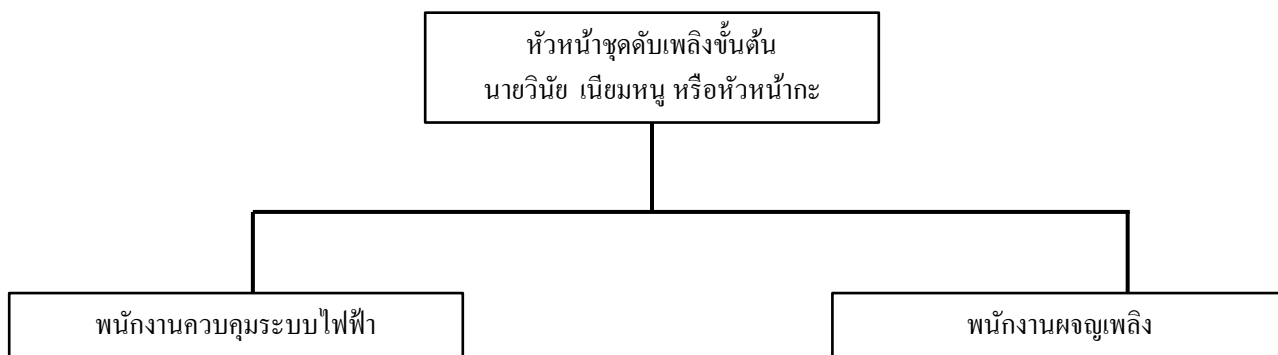 หัวหน้าชุดดับเพลิงขั้นต้น
นายวินัย เนียมหนู หรือหัวหน้ากะ
พนักงานควบคุมระบบไฟฟ้า
พนักงานผจญเพลิง